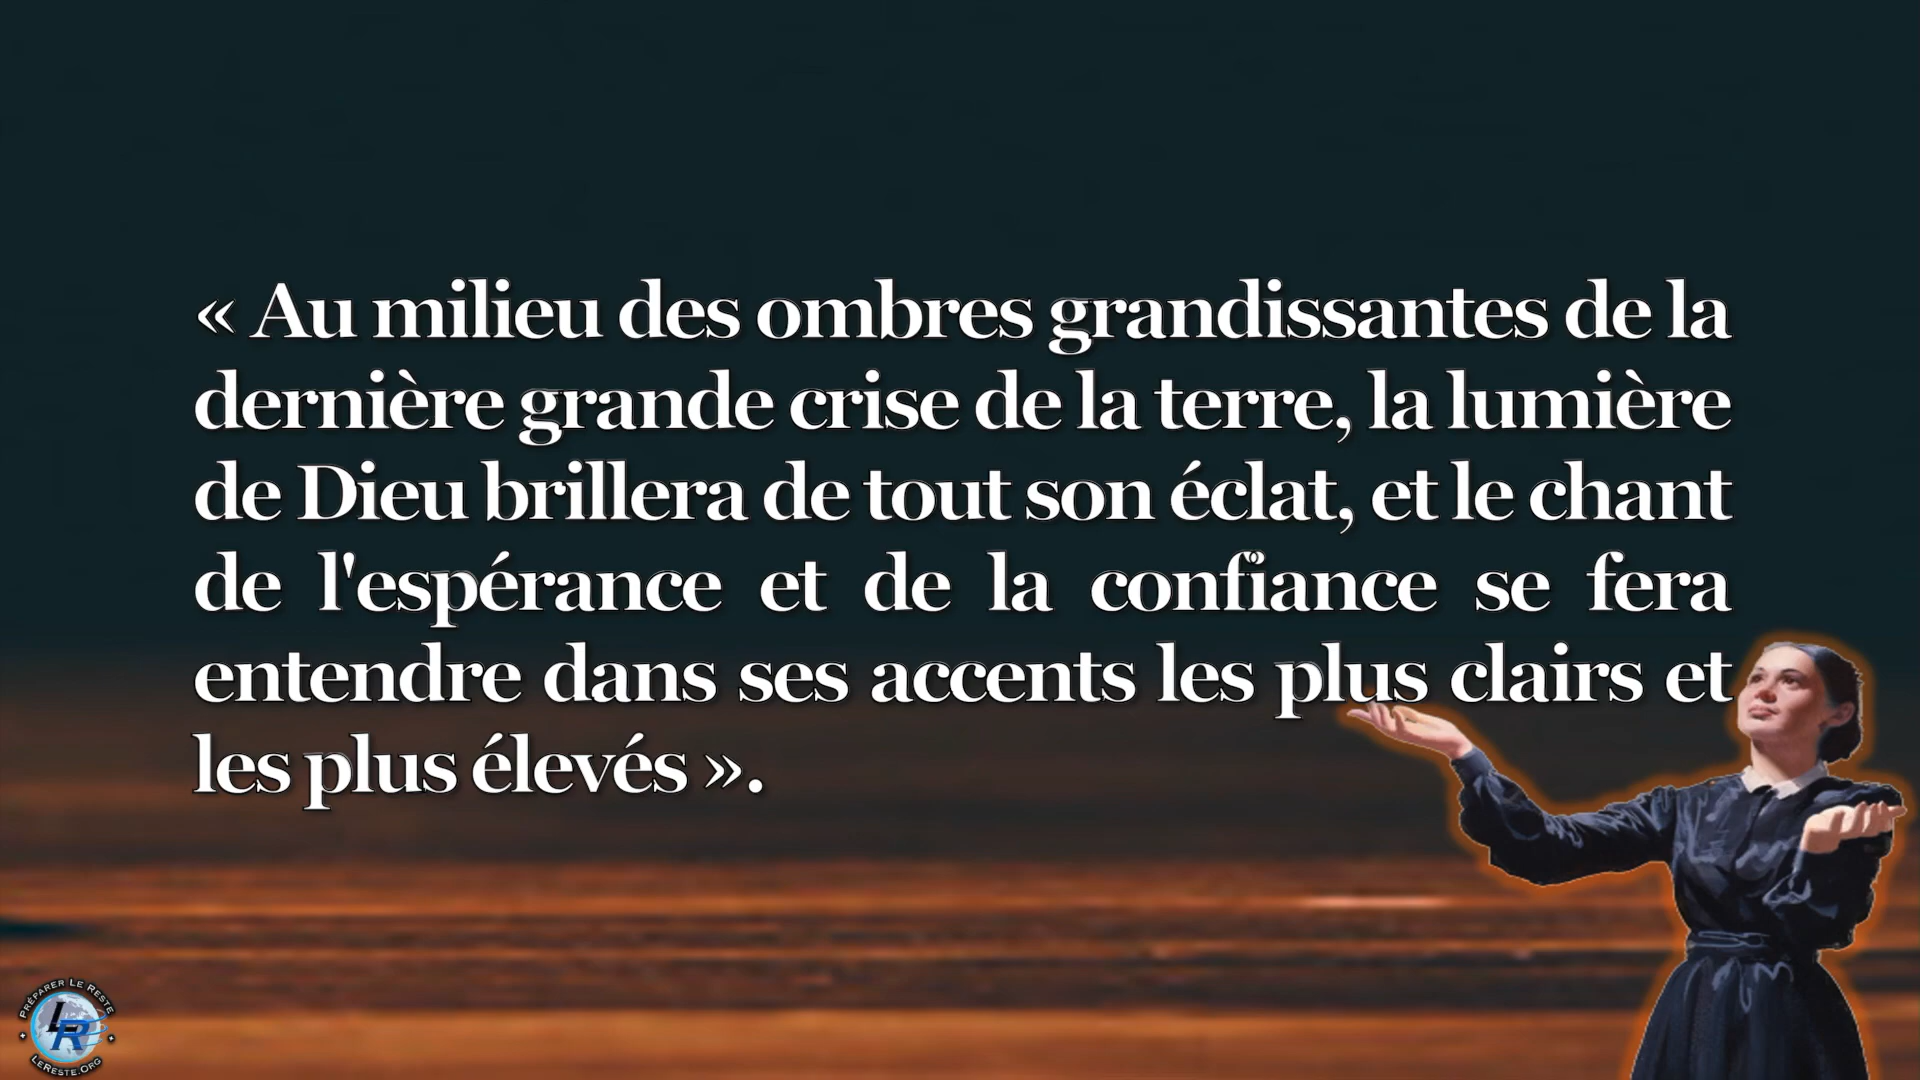 « Au milieu des ombres grandissantes de la
dernière grande crise de la terre, la lumière
de Dieu brillera de tout son éclat, et le chant
de l'espérance et de la confiance se fera
entendre dans ses accents les plus clairs et
les plus élevés ».
PRÉPARER LE RESTE
LR
LERESTE.ORG